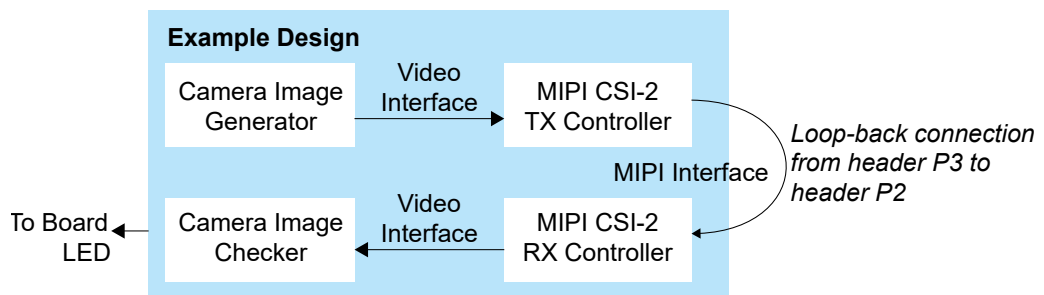 Example Design
Camera Image
Generator
Video
Interface
MIPI CSI-2
TX Controller
Loop-back connection
from header P3 to
header P2
MIPI Interface
To Board
LED
Camera Image
Checker
Video
Interface
MIPI CSI-2
RX Controller